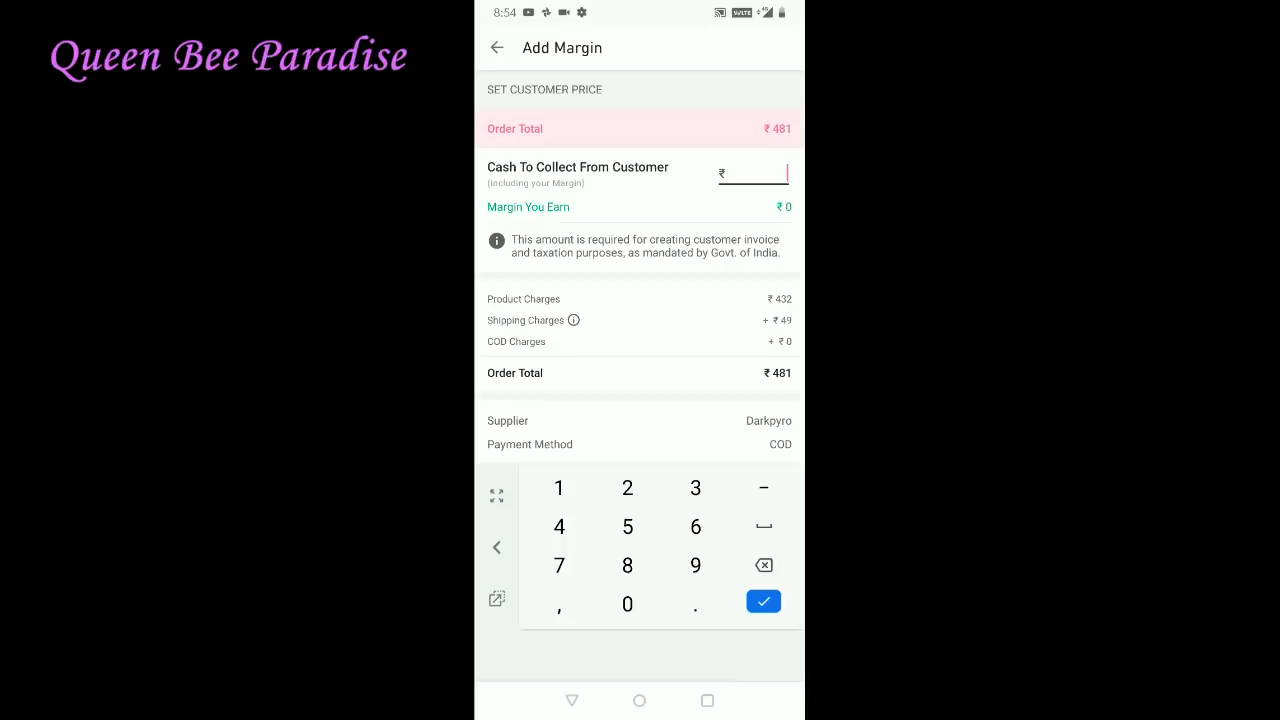 Queen Bee Paradise
8:54
VoLTE 4G
Add Margin
SET CUSTOMER PRICE
Order Total ₹ 481
Cash To Collect From Customer ₹
(including your Margin)
Margin You Earn ₹ 0
This amount is required for creating customer invoice
and taxation purposes, as mandated by Govt. of India.
Product Charges ₹ 432
Shipping Charges + ₹ 49
COD Charges + ₹ 0
Order Total ₹ 481
Supplier Darkpyro
Payment Method COD
1 2 3 -
4 5 6
7 8 9
, 0 .